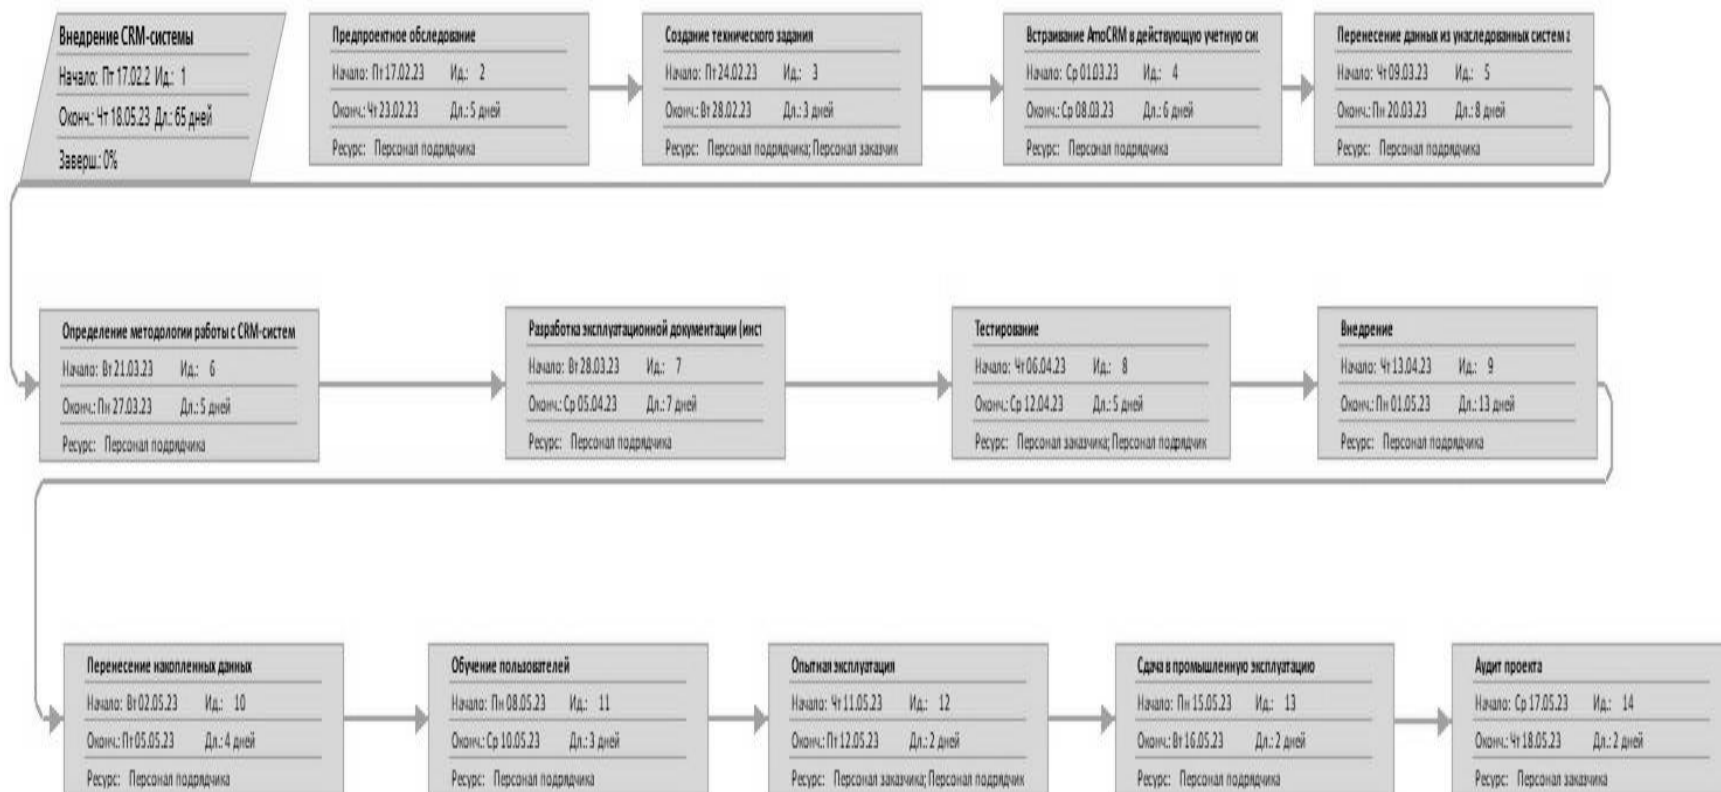 Внедрение CRM-системы
Начало: Пт 17.02.2 Ид.: 1
Оконч.: Чт 18.05.23 Дл.: 65 дней
Заверш.: 0%
Предпроектное обследование
Начало: Пт 17.02.23 Ид.: 2
Оконч.: Чт 23.02.23 Дл.: 5 дней
Ресурс: Персонал подрядчика
Создание технического задания
Начало: Пт 24.02.23 Ид.: 3
Оконч.: Вт 28.02.23 Дл.: 3 дней
Ресурс: Персонал подрядчика; Персонал заказчик
Встраивание AmoCRM в действующую учетную сис
Начало: Ср 01.03.23 Ид.: 4
Оконч.: Ср 08.03.23 Дл.: 6 дней
Ресурс: Персонал подрядчика
Перенесение данных из унаследованных систем а
Начало: Чт 09.03.23 Ид.: 5
Оконч.: Пн 20.03.23 Дл.: 8 дней
Ресурс: Персонал подрядчика
Определение методологии работы с CRM-систем
Начало: Вт 21.03.23 Ид.: 6
Оконч.: Пн 27.03.23 Дл.: 5 дней
Ресурс: Персонал подрядчика
Разработка эксплуатационной документации (инст
Начало: Вт 28.03.23 Ид.: 7
Оконч.: Ср 05.04.23 Дл.: 7 дней
Ресурс: Персонал подрядчика
Тестирование
Начало: Чт 06.04.23 Ид.: 8
Оконч.: Ср 12.04.23 Дл.: 5 дней
Ресурс: Персонал заказчика; Персонал подрядчик
Внедрение
Начало: Чт 13.04.23 Ид.: 9
Оконч.: Пн 01.05.23 Дл.: 13 дней
Ресурс: Персонал подрядчика
Перенесение накопленных данных
Начало: Вт 02.05.23 Ид.: 10
Оконч.: Пт 05.05.23 Дл.: 4 дней
Ресурс: Персонал подрядчика
Обучение пользователей
Начало: Пн 08.05.23 Ид.: 11
Оконч.: Ср 10.05.23 Дл.: 3 дней
Ресурс: Персонал подрядчика
Опытная эксплуатация
Начало: Чт 11.05.23 Ид.: 12
Оконч.: Пт 12.05.23 Дл.: 2 дней
Ресурс: Персонал заказчика; Персонал подрядчик
Сдача в промышленную эксплуатацию
Начало: Пн 15.05.23 Ид.: 13
Оконч.: Вт 16.05.23 Дл.: 2 дней
Ресурс: Персонал подрядчика
Аудит проекта
Начало: Ср 17.05.23 Ид.: 14
Оконч.: Чт 18.05.23 Дл.: 2 дней
Ресурс: Персонал заказчика